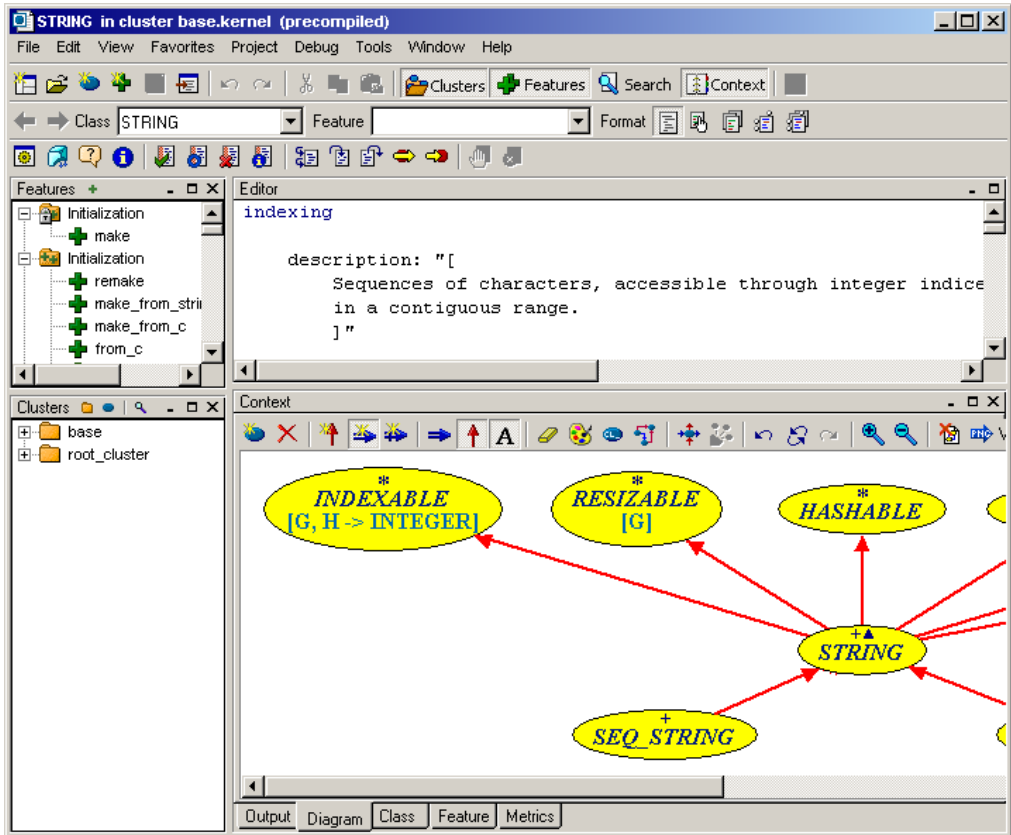 STRING in cluster base.kernel (precompiled)
File Edit View Favorites Project Debug Tools Window Help
Clusters Features Search Context
Class STRING Feature Format
Features
Initialization
make
Initialization
remake
make_from_stri
make_from_c
from_c
Editor
indexing
description: "[
Sequences of characters, accessible through integer indice
in a contiguous range.
]"
Clusters
base
root_cluster
Context
A
*
INDEXABLE
[G, H -> INTEGER]
*
RESIZABLE
[G]
*
HASHABLE
+▲
STRING
+
SEQ_STRING
Output Diagram Class Feature Metrics